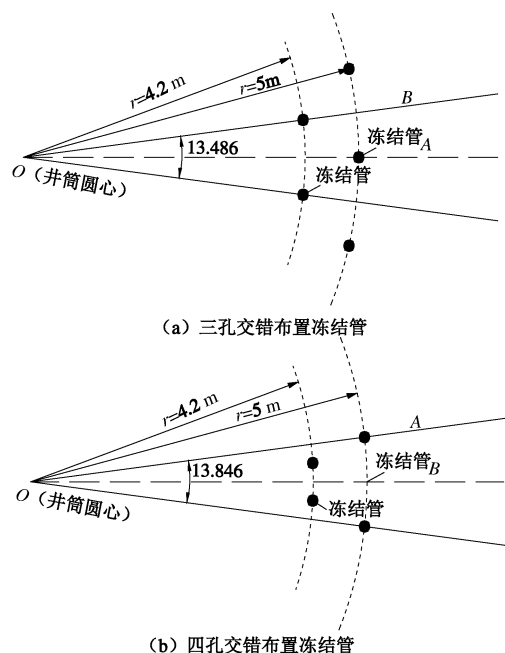 r=4.2 m
r=5m
B
13.486
冻结管
A
O（井筒圆心）
冻结管
（a）三孔交错布置冻结管
r=4.2 m
r=5 m
A
13.846
冻结管
B
O（井筒圆心）
冻结管
（b）四孔交错布置冻结管